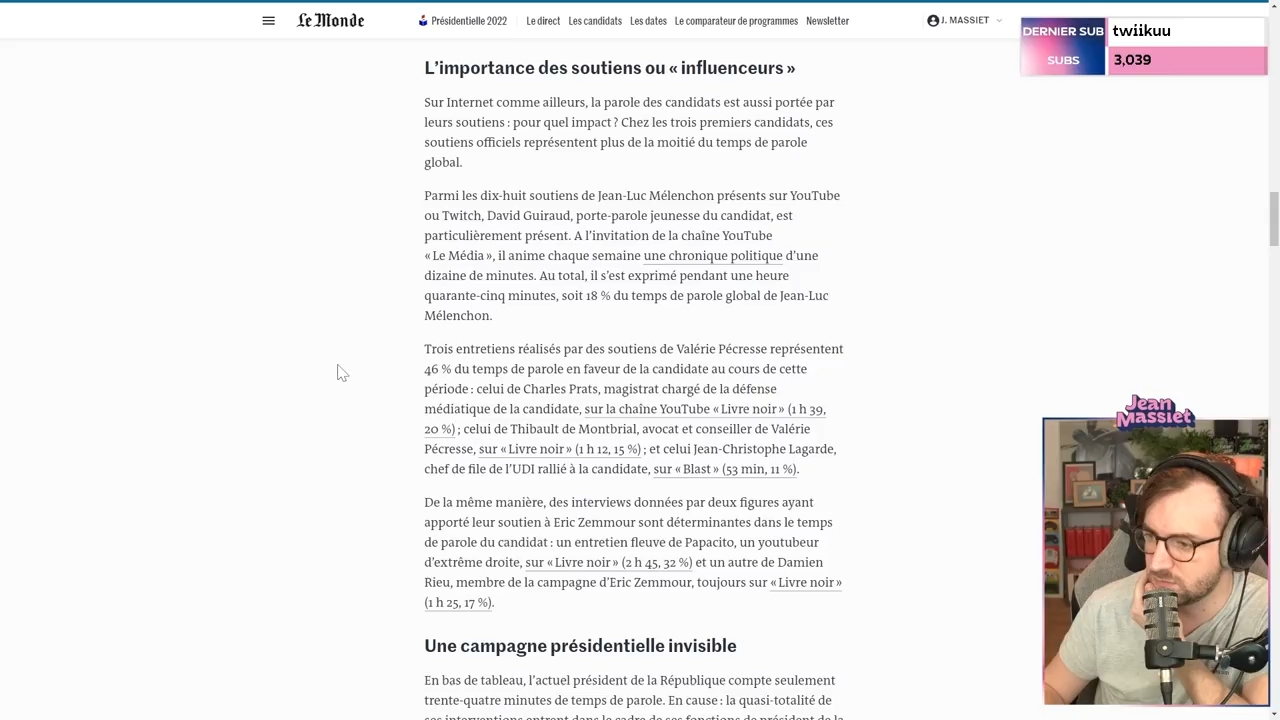 Le Monde
Présidentielle 2022
Le direct
Les candidats
Les dates
Le comparateur de programmes
Newsletter
J. MASSIET
DERNIER SUB
twiikuu
SUBS
3,039
L'importance des soutiens ou « influenceurs »
Sur Internet comme ailleurs, la parole des candidats est aussi portée par
leurs soutiens : pour quel impact ? Chez les trois premiers candidats, ces
soutiens officiels représentent plus de la moitié du temps de parole
global.
Parmi les dix-huit soutiens de Jean-Luc Mélenchon présents sur YouTube
ou Twitch, David Guiraud, porte-parole jeunesse du candidat, est
particulièrement présent. A l'invitation de la chaîne YouTube
« Le Média », il anime chaque semaine une chronique politique d'une
dizaine de minutes. Au total, il s'est exprimé pendant une heure
quarante-cinq minutes, soit 18 % du temps de parole global de Jean-Luc
Mélenchon.
Trois entretiens réalisés par des soutiens de Valérie Pécresse représentent
46 % du temps de parole en faveur de la candidate au cours de cette
période : celui de Charles Prats, magistrat chargé de la défense
médiatique de la candidate, sur la chaîne YouTube « Livre noir » (1 h 39,
20 %) ; celui de Thibault de Montbrial, avocat et conseiller de Valérie
Pécresse, sur « Livre noir » (1 h 12, 15 %) ; et celui Jean-Christophe Lagarde,
chef de file de l'UDI rallié à la candidate, sur « Blast » (53 min, 11 %).
De la même manière, des interviews données par deux figures ayant
apporté leur soutien à Eric Zemmour sont déterminantes dans le temps
de parole du candidat : un entretien fleuve de Papacito, un youtubeur
d'extrême droite, sur « Livre noir » (2 h 45, 32 %) et un autre de Damien
Rieu, membre de la campagne d'Eric Zemmour, toujours sur « Livre noir »
(1 h 25, 17 %).
Une campagne présidentielle invisible
En bas de tableau, l'actuel président de la République compte seulement
trente-quatre minutes de temps de parole. En cause : la quasi-totalité de
ses interventions entrent dans le cadre de ses fonctions de président de la
Jean
Massiet